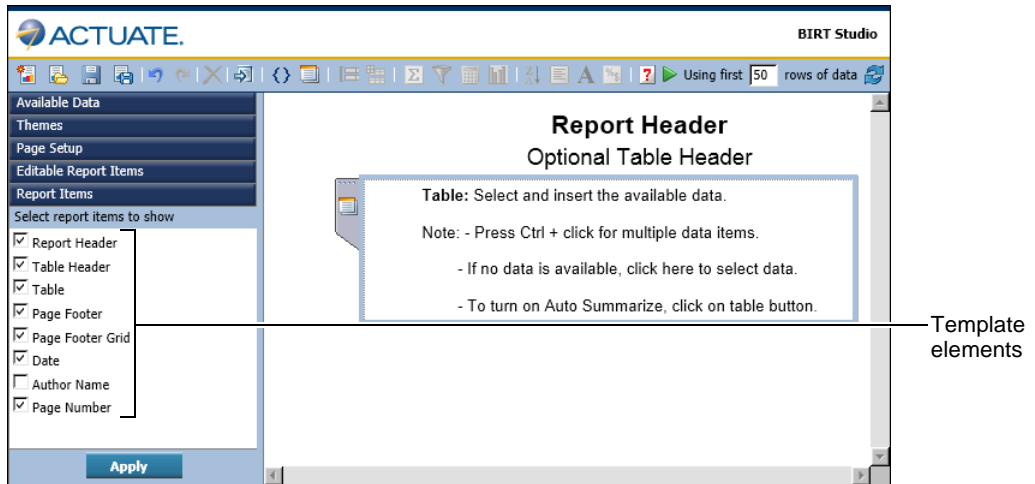 ACTUATE.
BIRT Studio
Using first 50 rows of data
Available Data
Themes
Page Setup
Editable Report Items
Report Items
Select report items to show
Report Header
Table Header
Table
Page Footer
Page Footer Grid
Date
Author Name
Page Number
Apply
Report Header
Optional Table Header
Table: Select and insert the available data.
Note: - Press Ctrl + click for multiple data items.
- If no data is available, click here to select data.
- To turn on Auto Summarize, click on table button.
Template
elements